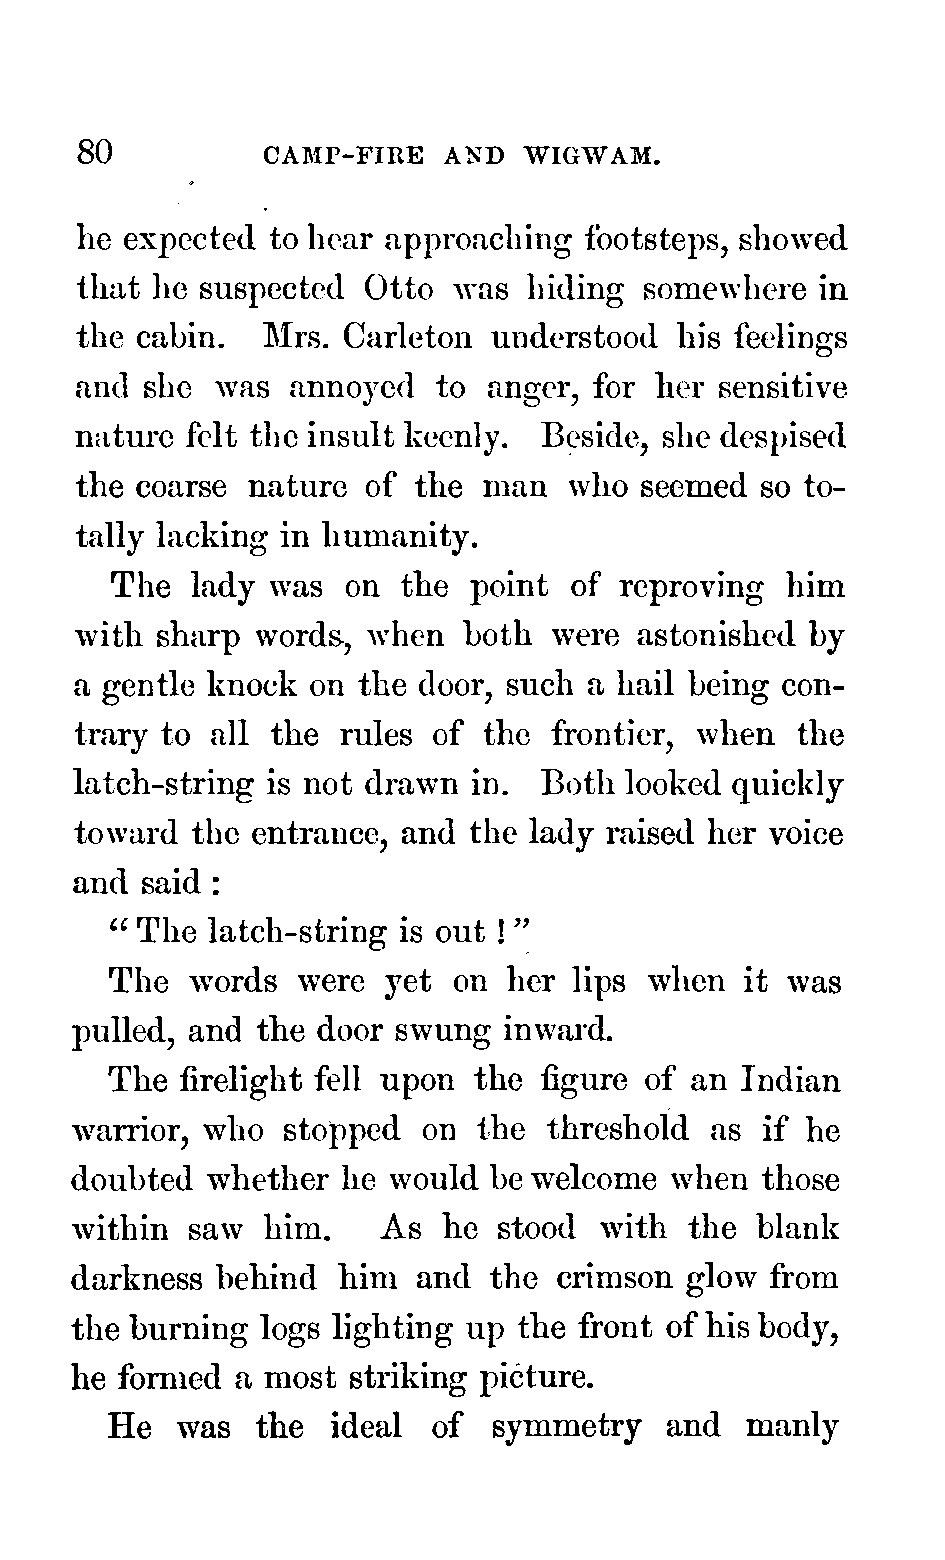 80 CAMP-FIRE AND WIGWAM.
he expected to hear approaching footsteps, showed
that he suspected Otto was hiding somewhere in
the cabin. Mrs. Carleton understood his feelings
and she was annoyed to anger, for her sensitive
nature felt the insult keenly. Beside, she despised
the coarse nature of the man who seemed so to-
tally lacking in humanity.
The lady was on the point of reproving him
with sharp words, when both were astonished by
a gentle knock on the door, such a hail being con-
trary to all the rules of the frontier, when the
latch-string is not drawn in. Both looked quickly
toward the entrance, and the lady raised her voice
and said :
“ The latch-string is out ! ”
The words were yet on her lips when it was
pulled, and the door swung inward.
The firelight fell upon the figure of an Indian
warrior, who stopped on the threshold as if he
doubted whether he would be welcome when those
within saw him. As he stood with the blank
darkness behind him and the crimson glow from
the burning logs lighting up the front of his body,
he formed a most striking picture.
He was the ideal of symmetry and manly